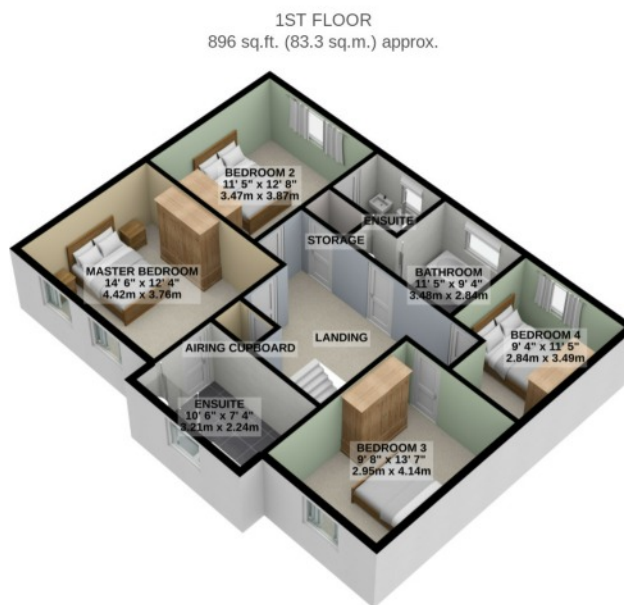 1ST FLOOR
896 sq.ft. (83.3 sq.m.) approx.
BEDROOM 2
11' 5" x 12' 8"
3.47m x 3.87m
ENSUITE
STORAGE
MASTER BEDROOM
14' 6" x 12' 4"
4.42m x 3.76m
BATHROOM
11' 5" x 9' 4"
3.48m x 2.84m
BEDROOM 4
9' 4" x 11' 5"
2.84m x 3.49m
LANDING
AIRING CUPBOARD
ENSUITE
10' 6" x 7' 4"
3.21m x 2.24m
BEDROOM 3
9' 8" x 13' 7"
2.95m x 4.14m